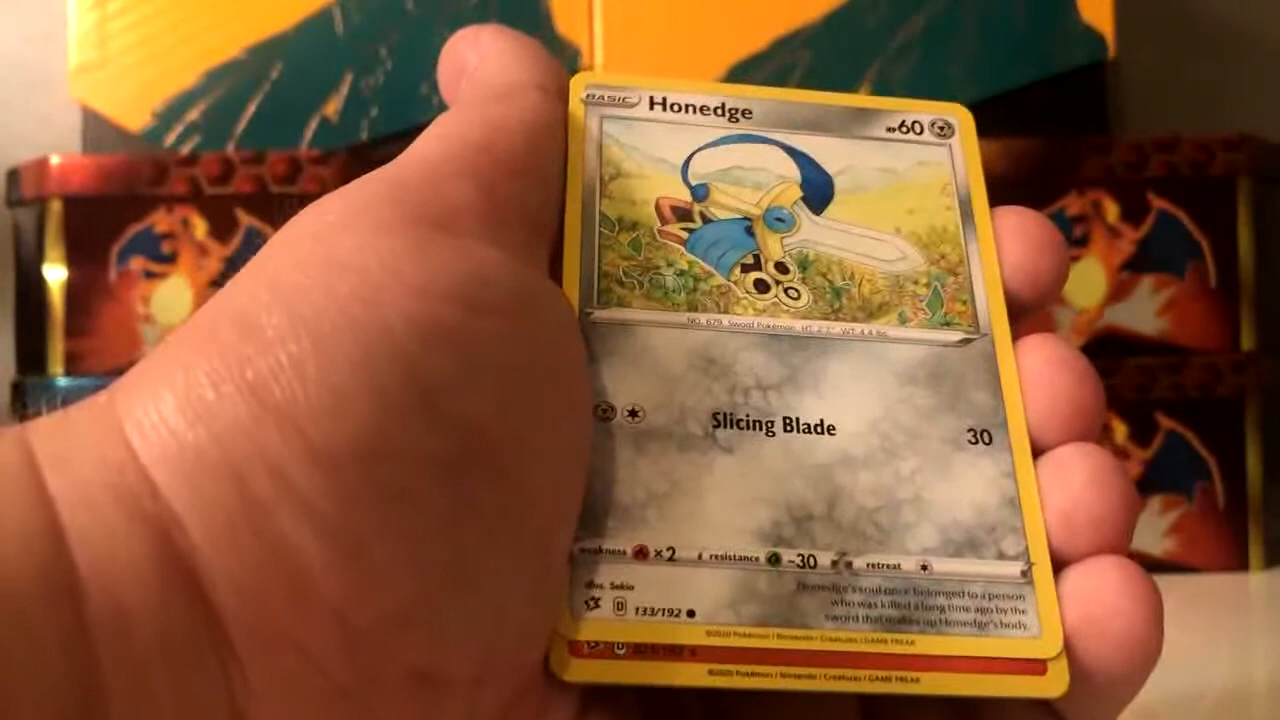 BASIC Honedge HP60
NO. 679. Sword Pokémon. HT: 2'7" WT: 4.4 lbs.
Slicing Blade 30
weakness ×2 resistance -30 retreat
illus. Sekio
Honedge's soul once belonged to a person
who was killed a long time ago by the
sword that makes up Honedge's body.
D 133/192
©2020 Pokémon / Nintendo / Creatures / GAME FREAK
D /192
©2020 Pokémon / Nintendo / Creatures / GAME FREAK